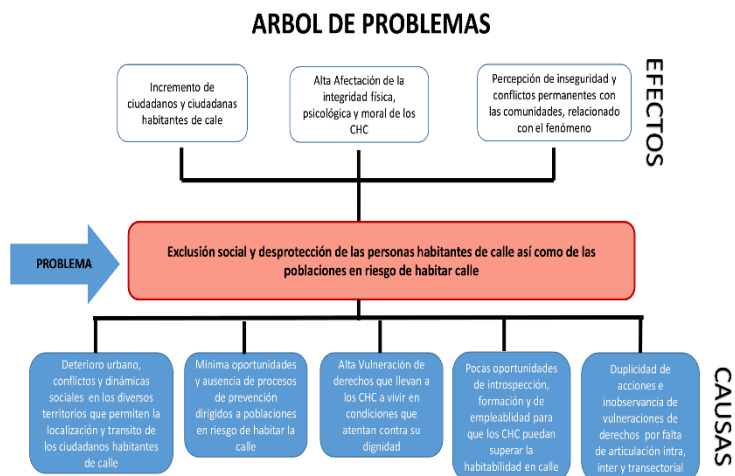 ARBOL DE PROBLEMAS
Incremento de
ciudadanos y ciudadanas
habitantes de cale
Alta Afectación de la
integridad física,
psicológica y moral de los
CHC
Percepción de inseguridad y
conflictos permanentes con
las comunidades, relacionado
con el fenómeno
EFECTOS
PROBLEMA
Exclusión social y desprotección de las personas habitantes de calle así como de las
poblaciones en riesgo de habitar calle
Deterioro urbano,
conflictos y dinámicas
sociales en los diversos
territorios que permiten la
localización y transito de
los ciudadanos habitantes
de calle
Mínima oportunidades y
ausencia de procesos de
prevención dirigidos a
poblaciones en riesgo de
habitar la calle
Alta Vulneración de
derechos que llevan a
los CHC a vivir en
condiciones que
atentan contra su
dignidad
Pocas oportunidades
de introspección,
formación y de
empleablidad para
que los CHC puedan
superar la
habitabilidad en calle
Duplicidad de
acciones e
inobservancia de
vulneraciones de
derechos por falta
de articulación intra,
inter y transectorial
CAUSAS